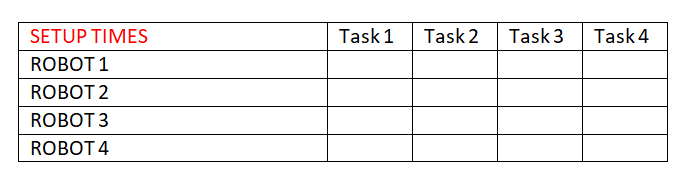 SETUP TIMES Task 1 Task 2 Task 3 Task 4
ROBOT 1
ROBOT 2
ROBOT 3
ROBOT 4